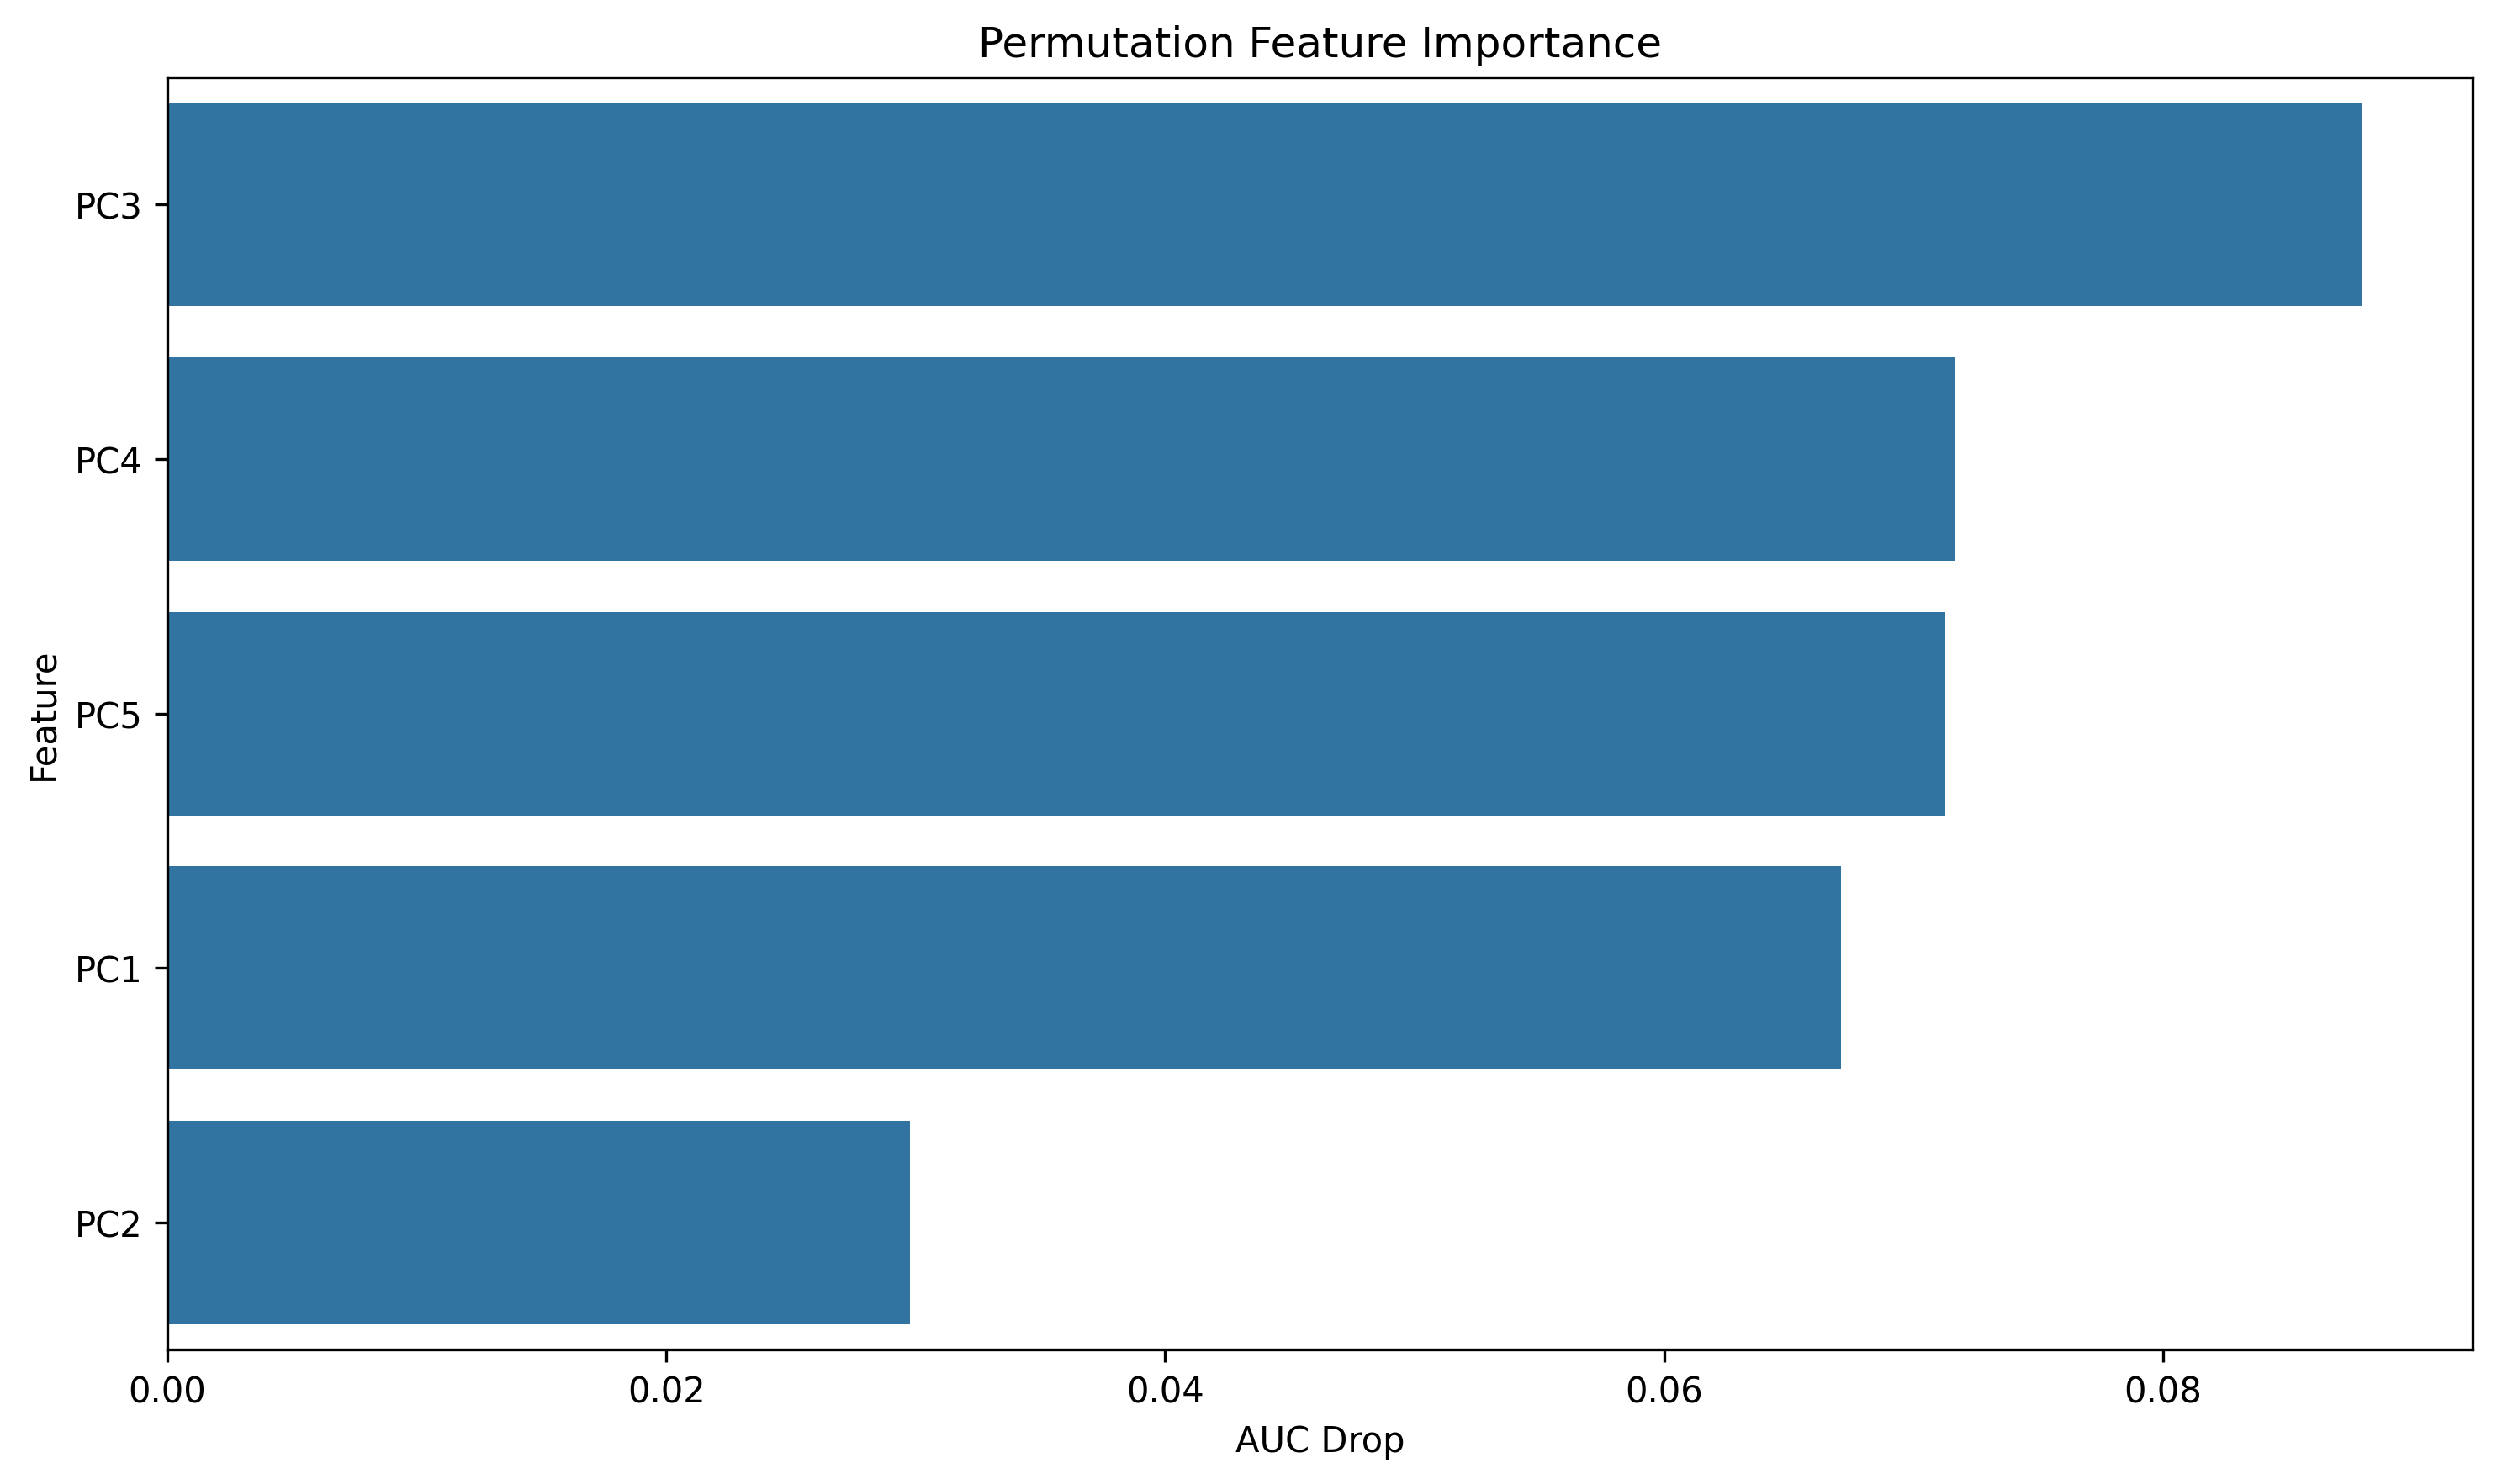 Permutation Feature Importance
PC3
PC4
PC5
PC1
PC2
Feature
0.00 0.02 0.04 0.06 0.08
AUC Drop